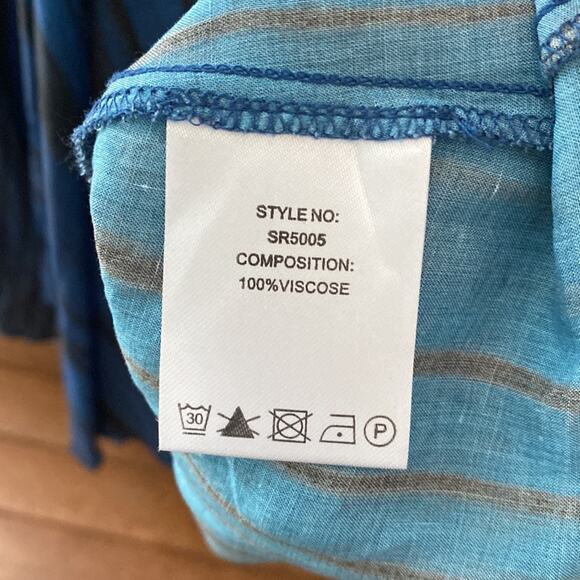 STYLE NO:
SR5005
COMPOSITION:
100%VISCOSE
30
P